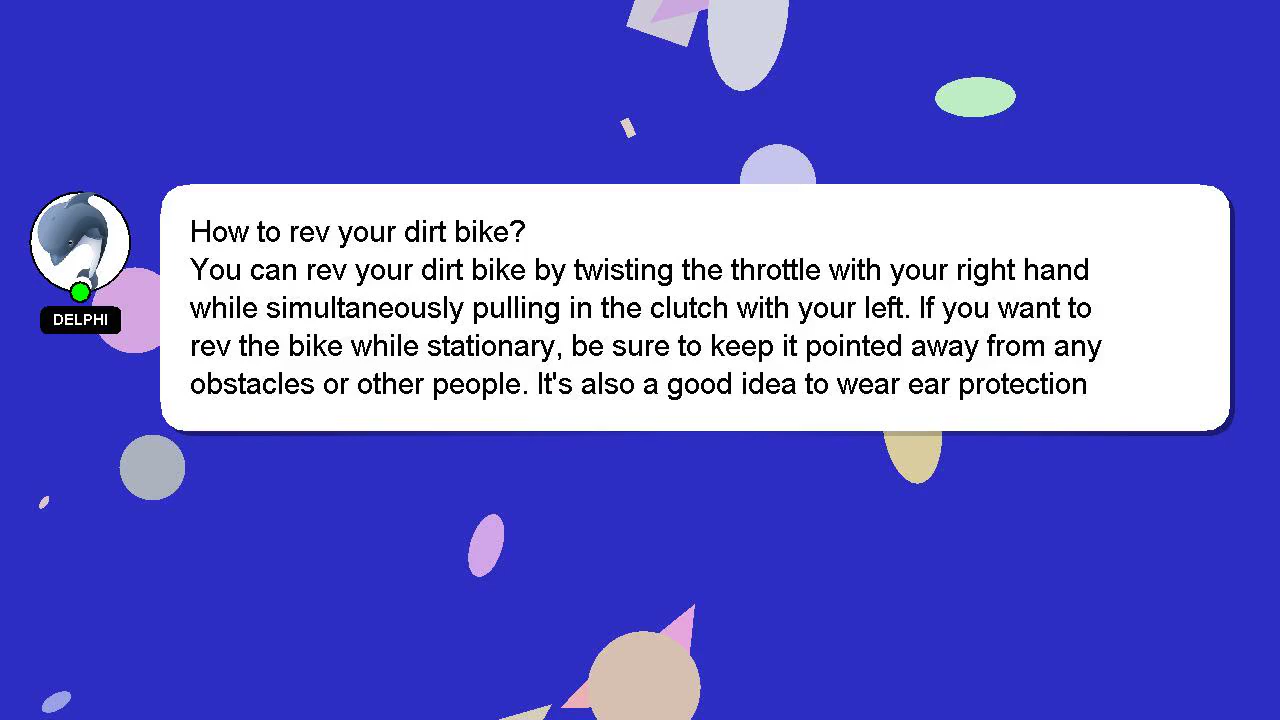 How to rev your dirt bike?
You can rev your dirt bike by twisting the throttle with your right hand
while simultaneously pulling in the clutch with your left. If you want to
rev the bike while stationary, be sure to keep it pointed away from any
obstacles or other people. It's also a good idea to wear ear protection
DELPHI